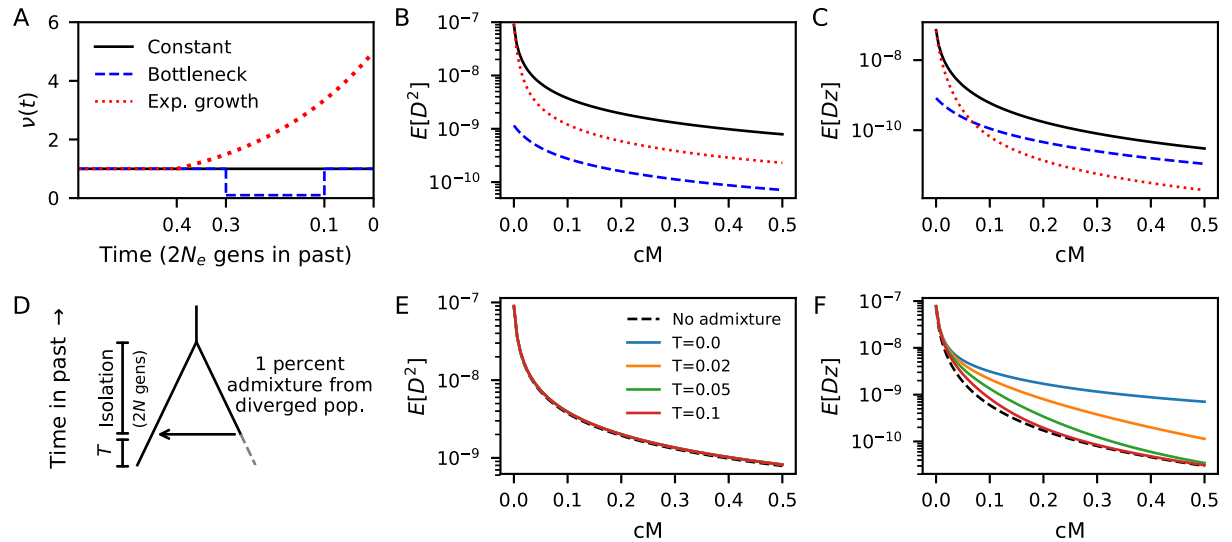 A
6
4
2
0
ν(t)
Constant
Bottleneck
Exp. growth
0.4
0.3
0.1
0
Time (2Nₑ gens in past)
B
10⁻⁷
10⁻⁸
10⁻⁹
10⁻¹⁰
E[D²]
0.0
0.1
0.2
0.3
0.4
0.5
cM
C
10⁻⁸
10⁻¹⁰
E[Dz]
0.0
0.1
0.2
0.3
0.4
0.5
cM
D
Time in past →
T
Isolation
(2N gens)
1 percent
admixture from
diverged pop.
E
10⁻⁷
10⁻⁸
10⁻⁹
E[D²]
No admixture
T=0.0
T=0.02
T=0.05
T=0.1
0.0
0.1
0.2
0.3
0.4
0.5
cM
F
10⁻⁷
10⁻⁸
10⁻⁹
10⁻¹⁰
E[Dz]
0.0
0.1
0.2
0.3
0.4
0.5
cM